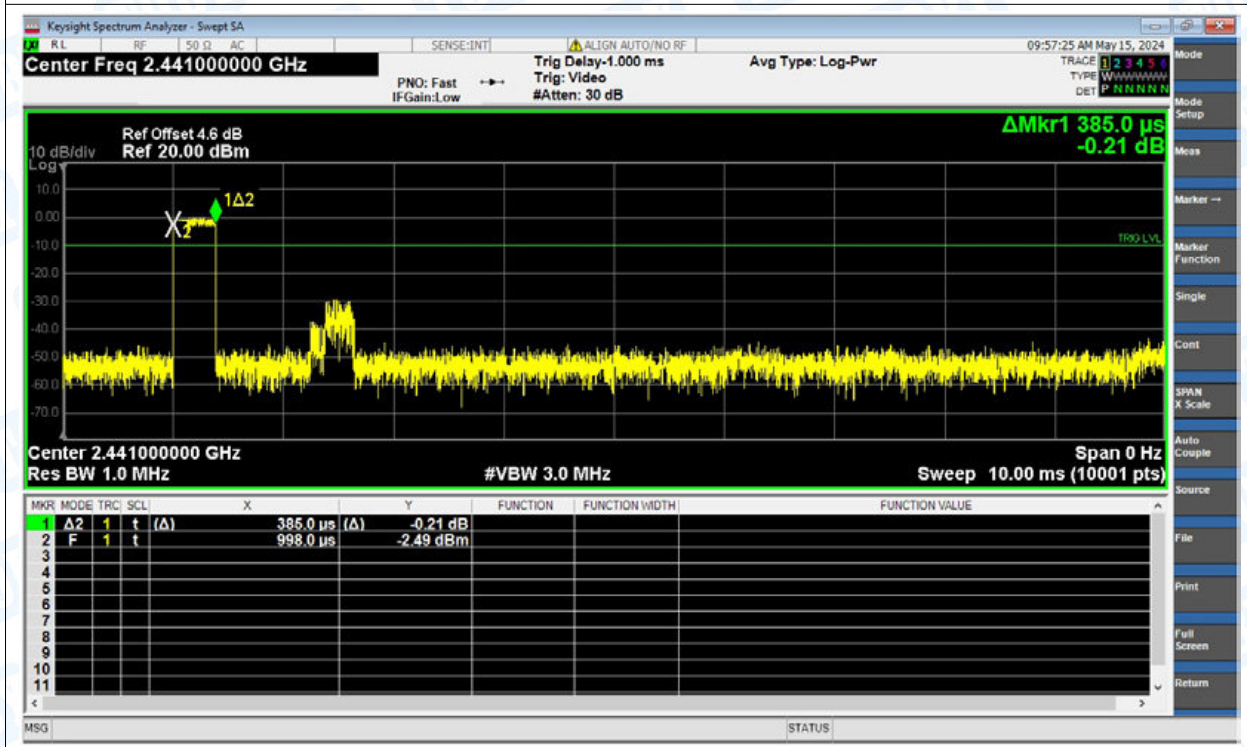 Keysight Spectrum Analyzer - Swept SA
RL RF 50 Ω AC SENSE:INT ALIGN AUTO/NO RF 09:57:25 AM May 15, 2024
Center Freq 2.441000000 GHz
PNO: Fast
IFGain:Low
Trig Delay-1.000 ms
Trig: Video
#Atten: 30 dB
Avg Type: Log-Pwr
TRACE 1 2 3 4 5 6
TYPE WWWWWW
DET P N N N N N
Ref Offset 4.6 dB
10 dB/div Ref 20.00 dBm
Log
ΔMkr1 385.0 µs
-0.21 dB
10.0
0.00
-10.0
-20.0
-30.0
-40.0
-50.0
-60.0
-70.0
1Δ2
X2
TRIG LVL
Center 2.441000000 GHz Span 0 Hz
Res BW 1.0 MHz #VBW 3.0 MHz Sweep 10.00 ms (10001 pts)
MKR MODE TRC SCL X Y FUNCTION FUNCTION WIDTH FUNCTION VALUE
1 Δ2 1 t (Δ) 385.0 µs (Δ) -0.21 dB
2 F 1 t 998.0 µs -2.49 dBm
3
4
5
6
7
8
9
10
11
MSG STATUS
Mode
Mode Setup
Meas
Marker →
Marker Function
Single
Cont
SPAN X Scale
Auto Couple
Source
File
Print
Full Screen
Return